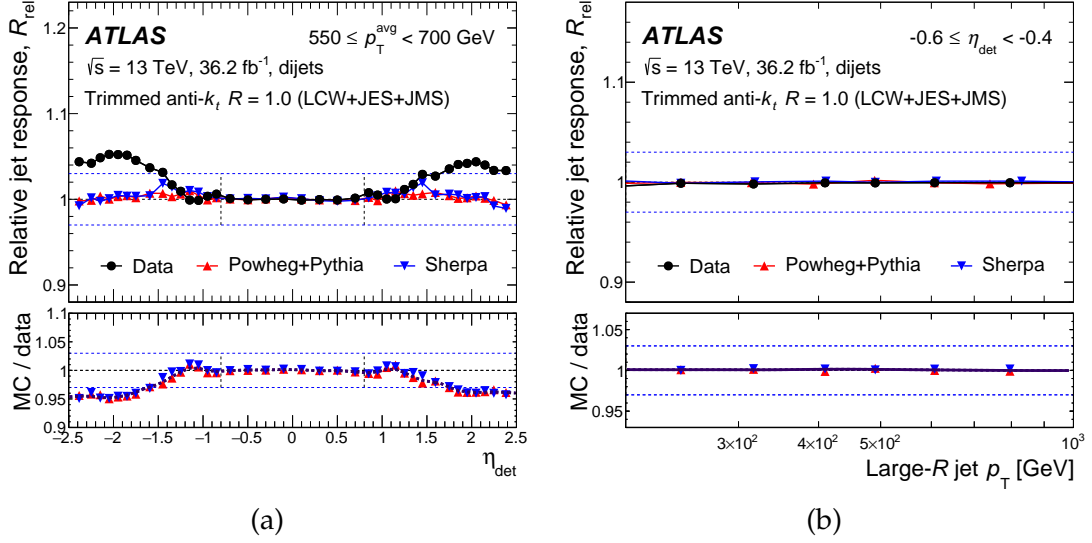 Relative jet response, R_rel
1.2
1.1
1
0.9
ATLAS
550 ≤ p_T^avg < 700 GeV
√s = 13 TeV, 36.2 fb⁻¹, dijets
Trimmed anti-k_t R = 1.0 (LCW+JES+JMS)
Data
Powheg+Pythia
Sherpa
MC / data
1.1
1.05
1
0.95
0.9
−2.5 −2 −1.5 −1 −0.5 0 0.5 1 1.5 2 2.5
η_det
(a)
Relative jet response, R_rel
1.1
1
0.9
ATLAS
-0.6 ≤ η_det < -0.4
√s = 13 TeV, 36.2 fb⁻¹, dijets
Trimmed anti-k_t R = 1.0 (LCW+JES+JMS)
Data
Powheg+Pythia
Sherpa
MC / data
1.05
1
0.95
3×10² 4×10² 5×10² 10³
Large-R jet p_T [GeV]
(b)